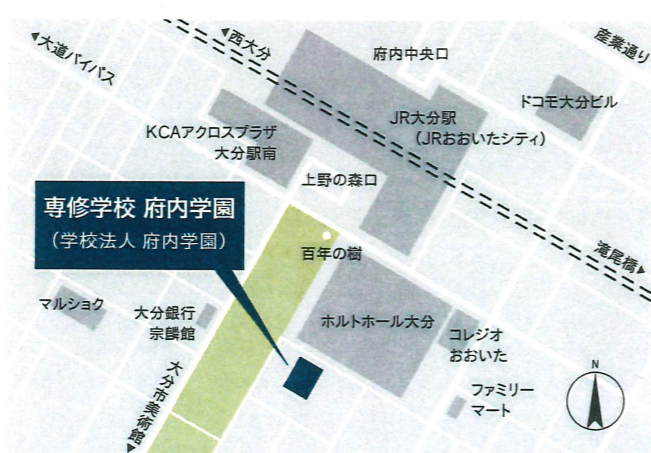 ◀西大分
◀大道バイパス
府内中央口
産業通り
ドコモ大分ビル
JR大分駅
（JRおおいたシティ）
KCAアクロスプラザ
大分駅南
上野の森口
専修学校 府内学園
（学校法人 府内学園）
百年の樹
滝尾橋▶
マルショク
大分銀行
宗麟館
ホルトホール大分
コレジオ
おおいた
大分市美術館▶
ファミリー
マート
N